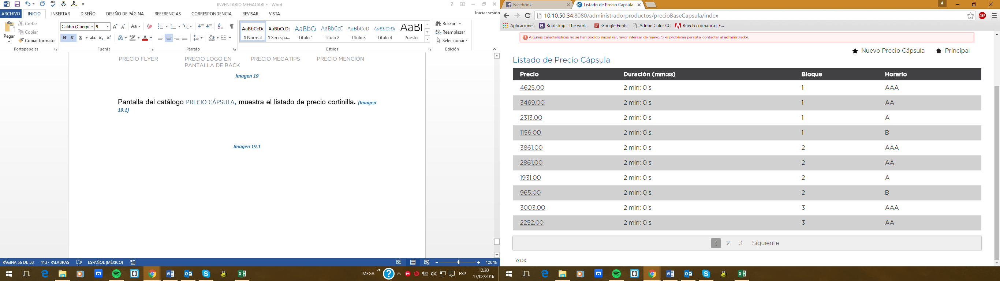 INVENTARIO MEGACABLE - Word
ARCHIVO INICIO INSERTAR DISEÑO DISEÑO DE PÁGINA REFERENCIAS CORRESPONDENCIA REVISAR VISTA Iniciar sesión
Pegar
Cortar
Copiar
Copiar formato
Portapapeles
Calibri (Cuerpo 9
Fuente
Párrafo
AaBbCcDc AaBbCcDc AaBbCc AaBbCcE AaBbCcD AaBbCcDc AaBl
¶ Normal ¶ Sin espa... Título 1 Título 2 Título 3 Título 4 Puesto
Estilos
Buscar
Reemplazar
Seleccionar
Edición
PRECIO FLYER PRECIO LOGO EN PRECIO MEGATIPS PRECIO MENCIÓN
PANTALLA DE BACK
Imagen 19
Pantalla del catálogo PRECIO CÁPSULA, muestra el listado de precio cortinilla. (Imagen
19.1)
Imagen 19.1
PÁGINA 56 DE 58 4137 PALABRAS ESPAÑOL (MÉXICO) 120 %
MEGA ESP 12:30
17/02/2016
Facebook Listado de Precio Cápsula
10.10.50.34:8080/administradorproductos/precioBaseCapsula/index
Aplicaciones Bootstrap · The worl... Google Fonts Adobe Color CC Rueda cromática | E...
Algunas características no se han podido inicializar, favor intentar de nuevo. Si el problema persiste, contactar al administrador.
Nuevo Precio Cápsula Principal
Listado de Precio Cápsula
Precio Duración (mm:ss) Bloque Horario
4625.00 2 min: 0 s 1 AAA
3469.00 2 min: 0 s 1 AA
2313.00 2 min: 0 s 1 A
1156.00 2 min: 0 s 1 B
3861.00 2 min: 0 s 2 AAA
2861.00 2 min: 0 s 2 AA
1931.00 2 min: 0 s 2 A
965.00 2 min: 0 s 2 B
3003.00 2 min: 0 s 3 AAA
2252.00 2 min: 0 s 3 AA
1 2 3 Siguiente
0.1.23